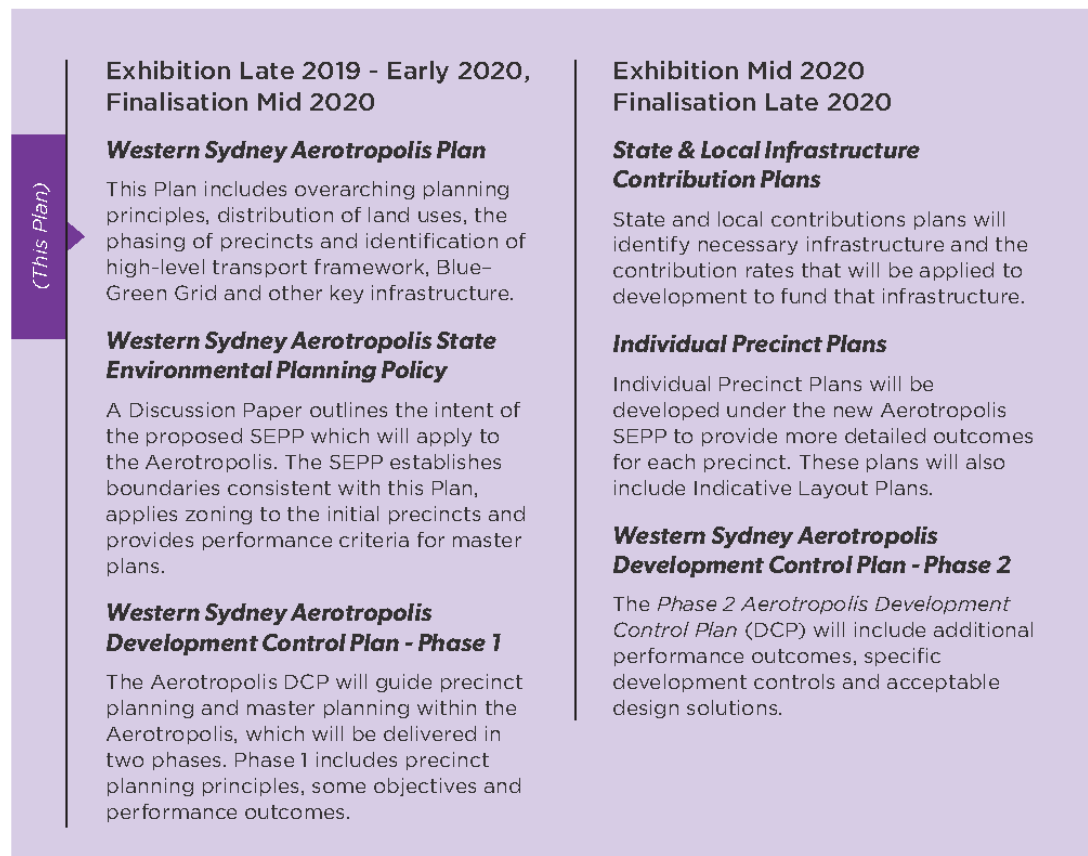 (This Plan)
Exhibition Late 2019 - Early 2020,
Finalisation Mid 2020
Western Sydney Aerotropolis Plan
This Plan includes overarching planning
principles, distribution of land uses, the
phasing of precincts and identification of
high-level transport framework, Blue–
Green Grid and other key infrastructure.
Western Sydney Aerotropolis State
Environmental Planning Policy
A Discussion Paper outlines the intent of
the proposed SEPP which will apply to
the Aerotropolis. The SEPP establishes
boundaries consistent with this Plan,
applies zoning to the initial precincts and
provides performance criteria for master
plans.
Western Sydney Aerotropolis
Development Control Plan - Phase 1
The Aerotropolis DCP will guide precinct
planning and master planning within the
Aerotropolis, which will be delivered in
two phases. Phase 1 includes precinct
planning principles, some objectives and
performance outcomes.
Exhibition Mid 2020
Finalisation Late 2020
State & Local Infrastructure
Contribution Plans
State and local contributions plans will
identify necessary infrastructure and the
contribution rates that will be applied to
development to fund that infrastructure.
Individual Precinct Plans
Individual Precinct Plans will be
developed under the new Aerotropolis
SEPP to provide more detailed outcomes
for each precinct. These plans will also
include Indicative Layout Plans.
Western Sydney Aerotropolis
Development Control Plan - Phase 2
The Phase 2 Aerotropolis Development
Control Plan (DCP) will include additional
performance outcomes, specific
development controls and acceptable
design solutions.